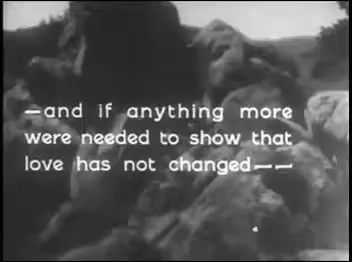 —and if anything more
were needed to show that
love has not changed——